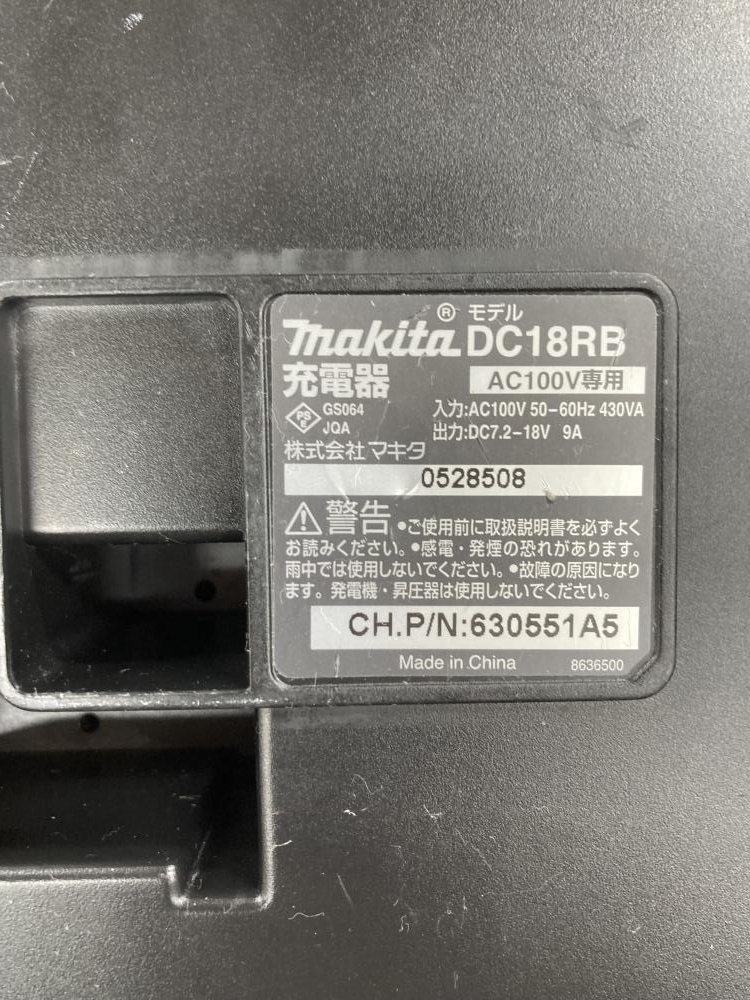 ® モデル
makita DC18RB
充電器 AC100V専用
PSE GS064 入力:AC100V 50-60Hz 430VA
JQA 出力:DC7.2-18V 9A
株式会社マキタ
0528508
警告 •ご使用前に取扱説明書を必ずよく
お読みください。•感電・発煙の恐れがあります。
雨中では使用しないでください。•故障の原因になり
ます。発電機・昇圧器は使用しないでください。
CH.P/N:630551A5
Made in China 8636500